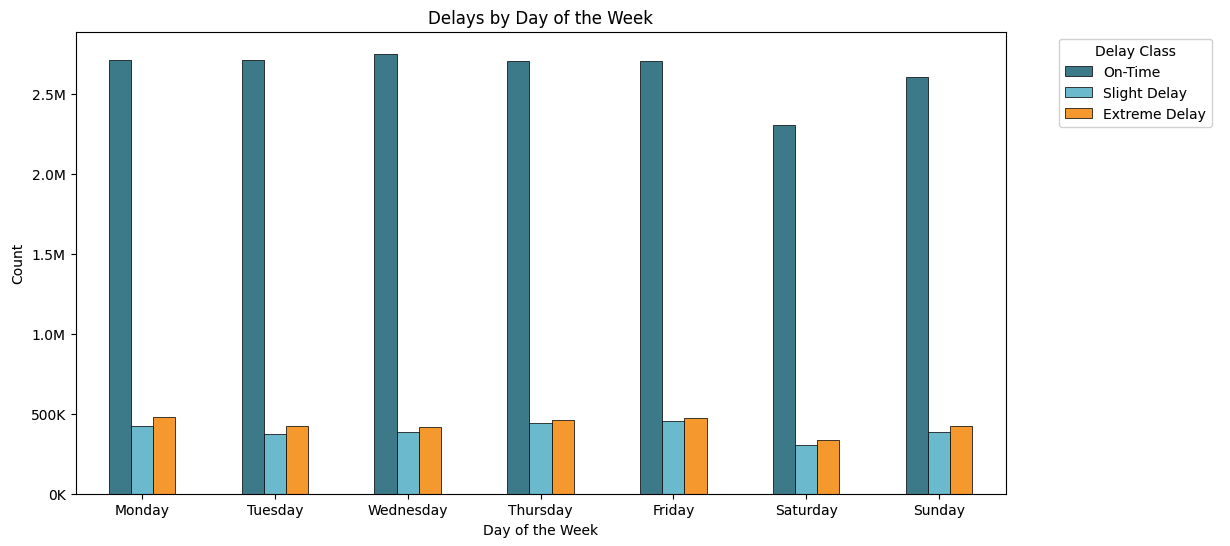 Delays by Day of the Week
Delay Class
On-Time
Slight Delay
Extreme Delay
Count
2.5M
2.0M
1.5M
1.0M
500K
0K
Monday Tuesday Wednesday Thursday Friday Saturday Sunday
Day of the Week